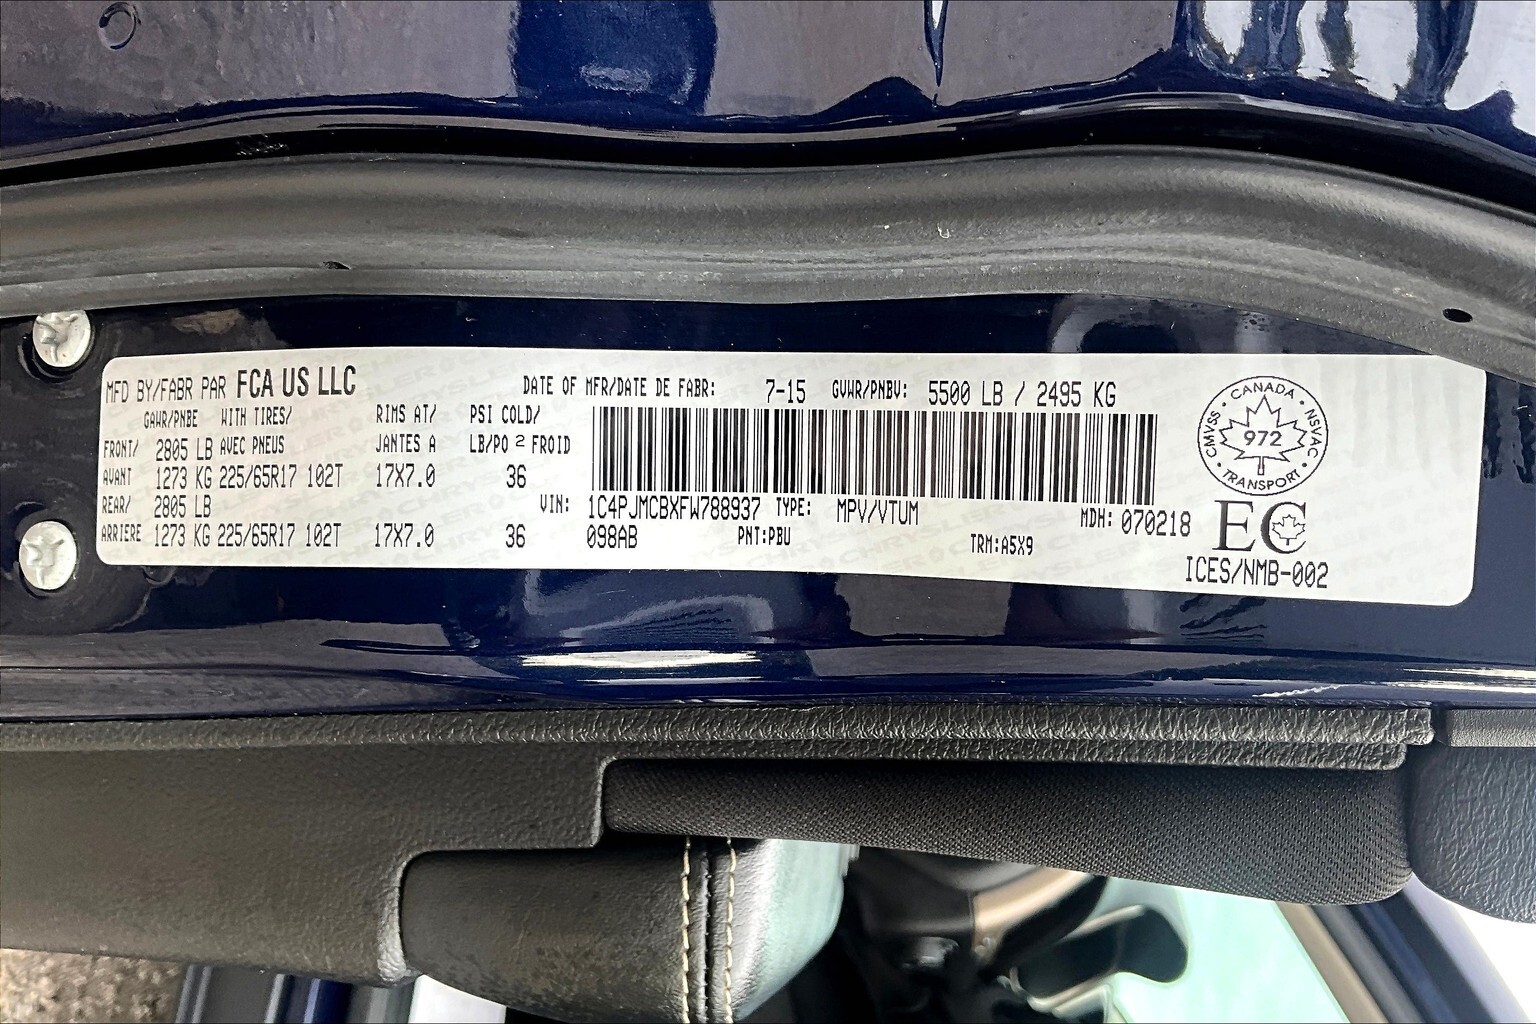 MFD BY/FABR PAR FCA US LLC DATE OF MFR/DATE DE FABR: 7-15 GVWR/PNBV: 5500 LB / 2495 KG
GAWR/PNBE WITH TIRES/ RIMS AT/ PSI COLD/
FRONT/ 2805 LB AVEC PNEUS JANTES A LB/PO 2 FROID
AVANT 1273 KG 225/65R17 102T 17X7.0 36
REAR/ 2805 LB VIN: 1C4PJMCBXFW788937 TYPE: MPV/VTUM MDH: 070218
ARRIERE 1273 KG 225/65R17 102T 17X7.0 36 098AB PNT:PBU TRM:A5X9
CANADA
CMVSS · NSVAC
972
TRANSPORT
EC
ICES/NMB-002